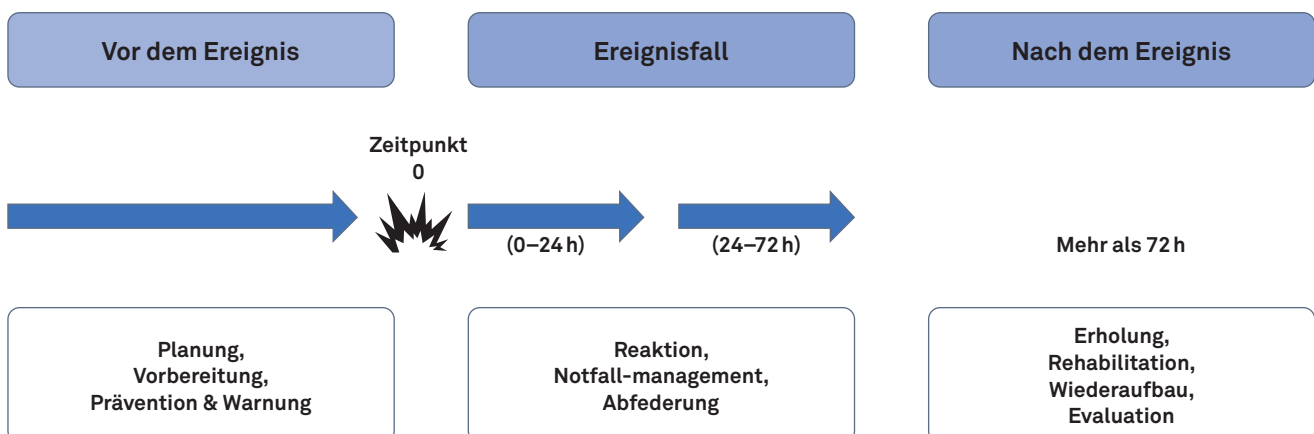 Vor dem Ereignis
Ereignisfall
Nach dem Ereignis
Zeitpunkt
0
(0–24 h)
(24–72 h)
Mehr als 72 h
Planung,
Vorbereitung,
Prävention & Warnung
Reaktion,
Notfall-management,
Abfederung
Erholung,
Rehabilitation,
Wiederaufbau,
Evaluation